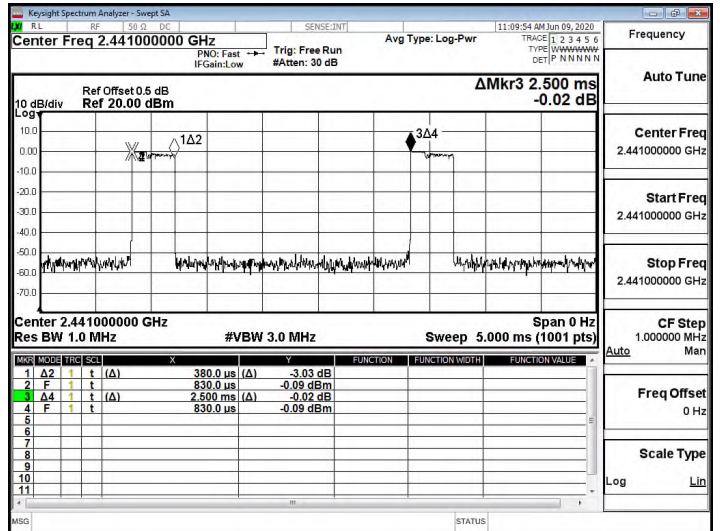 Keysight Spectrum Analyzer - Swept SA
LXI RL RF 50 Ω DC SENSE:INT 11:09:54 AM Jun 09, 2020
Center Freq 2.441000000 GHz
PNO: Fast
IFGain:Low
Trig: Free Run
#Atten: 30 dB
Avg Type: Log-Pwr
TRACE 1 2 3 4 5 6
TYPE WWWWWW
DET P N N N N N
ΔMkr3 2.500 ms
-0.02 dB
10 dB/div
Log
Ref Offset 0.5 dB
Ref 20.00 dBm
10.0
0.00
-10.0
-20.0
-30.0
-40.0
-50.0
-60.0
-70.0
1Δ2
3Δ4
Center 2.441000000 GHz Span 0 Hz
Res BW 1.0 MHz #VBW 3.0 MHz Sweep 5.000 ms (1001 pts)
MKR MODE TRC SCL X Y FUNCTION FUNCTION WIDTH FUNCTION VALUE
1 Δ2 1 t (Δ) 380.0 µs (Δ) -3.03 dB
2 F 1 t 830.0 µs -0.09 dBm
3 Δ4 1 t (Δ) 2.500 ms (Δ) -0.02 dB
4 F 1 t 830.0 µs -0.09 dBm
5
6
7
8
9
10
11
MSG STATUS
Frequency
Auto Tune
Center Freq
2.441000000 GHz
Start Freq
2.441000000 GHz
Stop Freq
2.441000000 GHz
CF Step
1.000000 MHz
Auto Man
Freq Offset
0 Hz
Scale Type
Log Lin